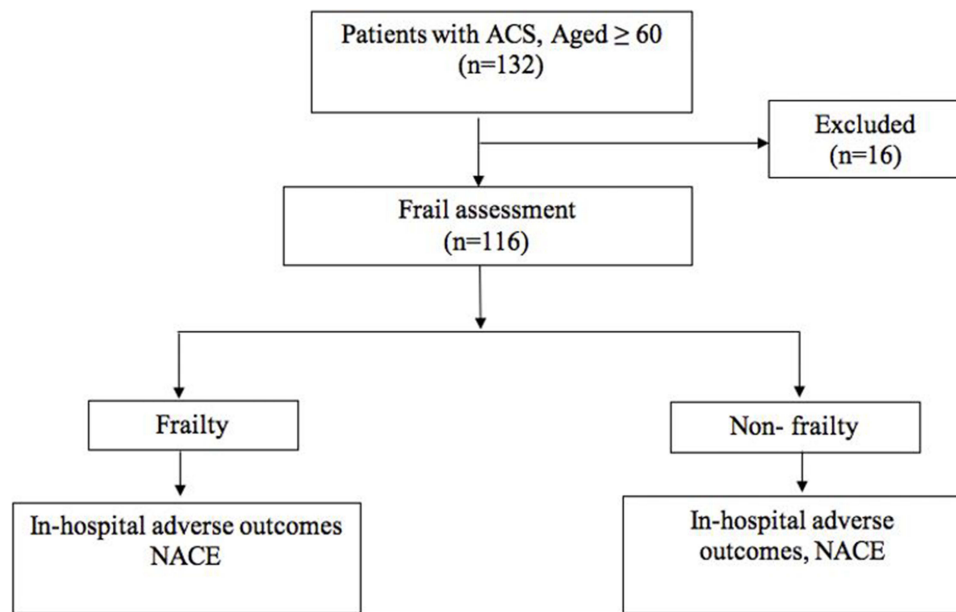 Patients with ACS, Aged ≥ 60
(n=132)
Excluded
(n=16)
Frail assessment
(n=116)
Frailty
Non- frailty
In-hospital adverse outcomes
NACE
In-hospital adverse
outcomes, NACE